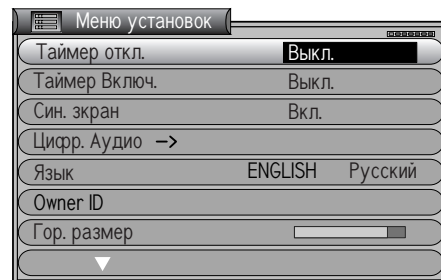 Меню установок
Таймер откл. Выкл.
Таймер Включ. Выкл.
Син. зкран Вкл.
Цифр. Аудио –>
Язык ENGLISH Русский
Owner ID
Гор. размер